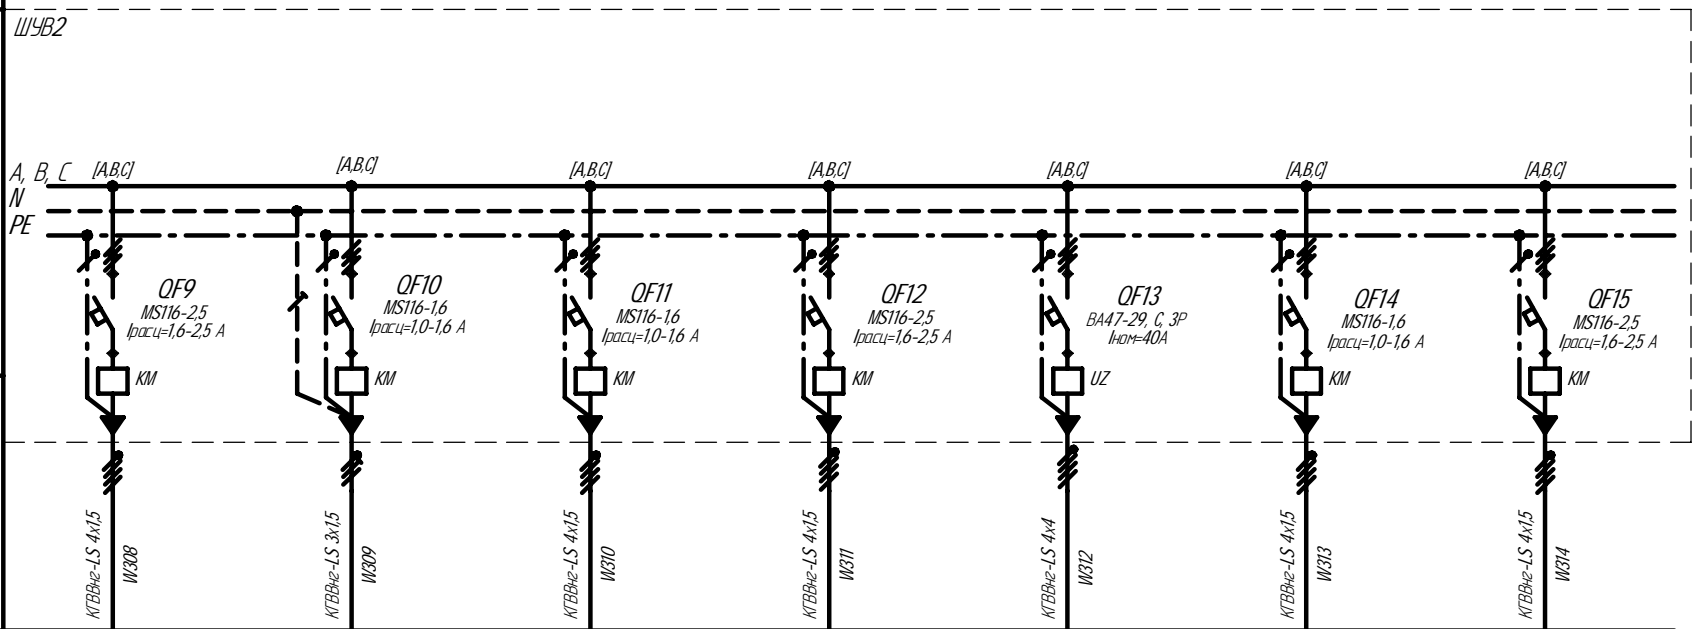 ШУВ2
A, B, C
N
PE
[A,B,C]
[A,B,C]
[A,B,C]
[A,B,C]
[A,B,C]
[A,B,C]
[A,B,C]
QF9
MS116-2,5
Iрасц=1,6-2,5 А
KM
QF10
MS116-1,6
Iрасц=1,0-1,6 А
KM
QF11
MS116-1,6
Iрасц=1,0-1,6 А
KM
QF12
MS116-2,5
Iрасц=1,6-2,5 А
KM
QF13
ВА47-29, С, 3Р
Iном=40А
UZ
QF14
MS116-1,6
Iрасц=1,0-1,6 А
KM
QF15
MS116-2,5
Iрасц=1,6-2,5 А
KM
КГВВнг-LS 4х1,5
W308
КГВВнг-LS 3х1,5
W309
КГВВнг-LS 4х1,5
W310
КГВВнг-LS 4х1,5
W311
КГВВнг-LS 4х4
W312
КГВВнг-LS 4х1,5
W313
КГВВнг-LS 4х1,5
W314